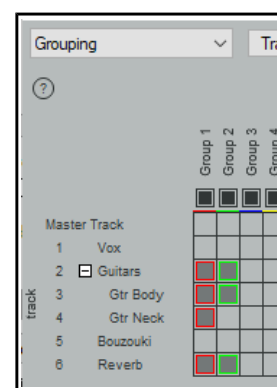 Grouping
Tra
?
Group 1
Group 2
Group 3
Group 4
Master Track
1 Vox
2 Guitars
3 Gtr Body
4 Gtr Neck
5 Bouzouki
6 Reverb
track